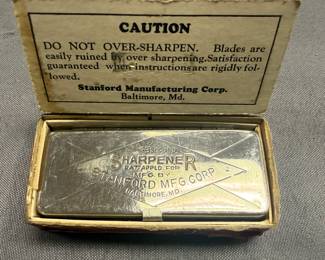 CAUTION
DO NOT OVER-SHARPEN. Blades are
easily ruined by over sharpening. Satisfaction
guaranteed when instructions are rigidly fol-
lowed.
Stanford Manufacturing Corp.
Baltimore, Md.
SHARPENER
PAT. APPLD. FOR
MFG. BY
STANFORD MFG. CORP.
BALTIMORE, MD.